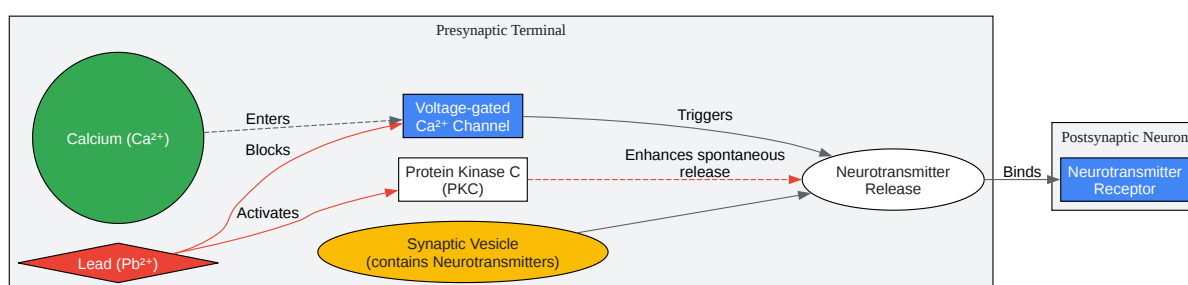 Presynaptic Terminal
Calcium (Ca²⁺)
Enters
Blocks
Voltage-gated
Ca²⁺ Channel
Triggers
Protein Kinase C
(PKC)
Enhances spontaneous
release
Activates
Neurotransmitter
Release
Binds
Postsynaptic Neuron
Neurotransmitter
Receptor
Lead (Pb²⁺)
Synaptic Vesicle
(contains Neurotransmitters)